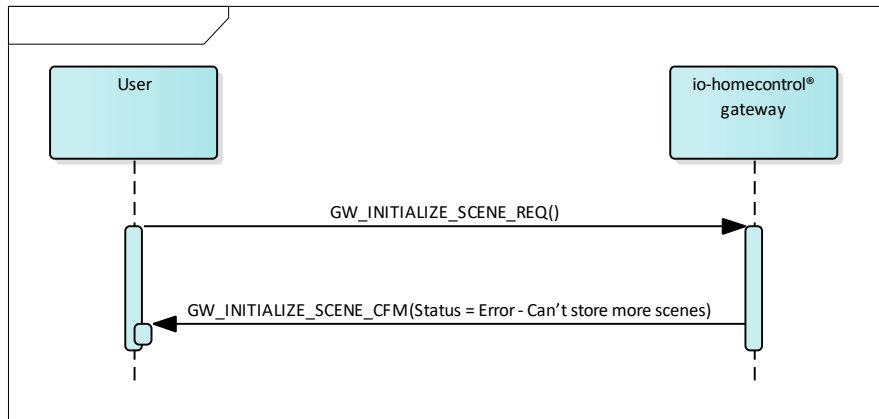 User
io-homecontrol®
gateway
GW_INITIALIZE_SCENE_REQ()
GW_INITIALIZE_SCENE_CFM(Status = Error - Can’t store more scenes)